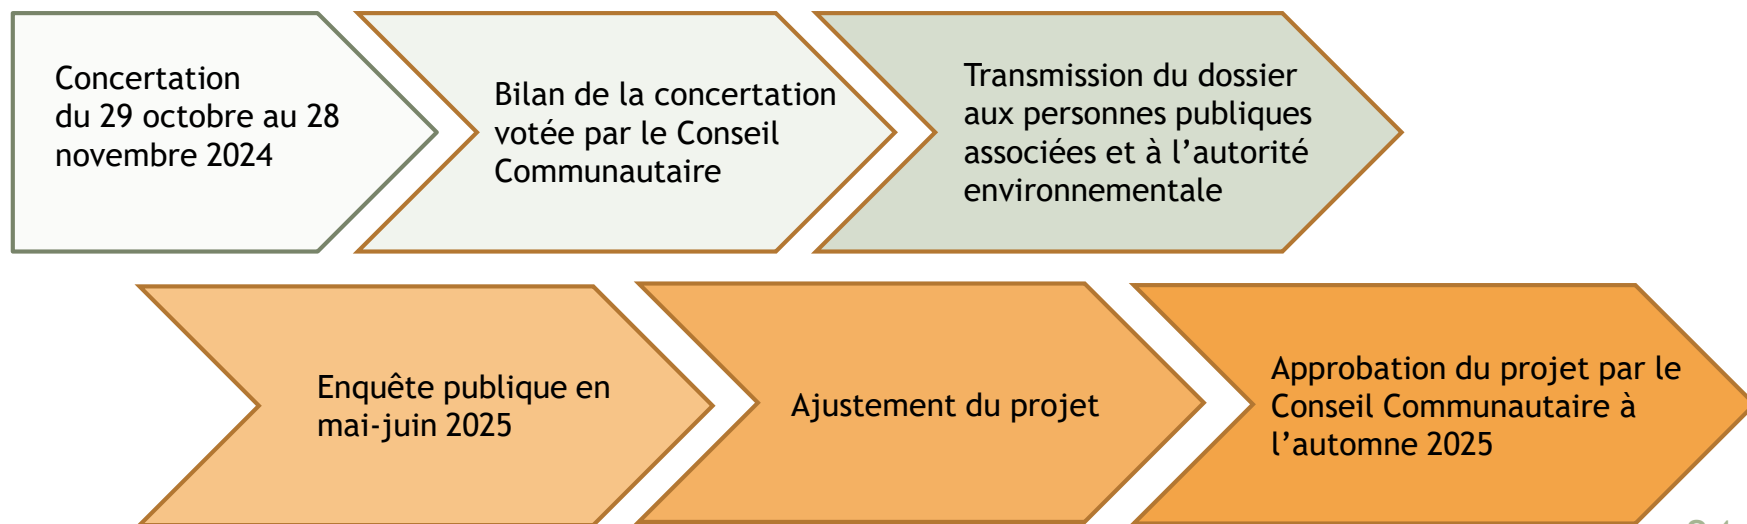 Concertation
du 29 octobre au 28
novembre 2024
Bilan de la concertation
votée par le Conseil
Communautaire
Transmission du dossier
aux personnes publiques
associées et à l’autorité
environnementale
Enquête publique en
mai-juin 2025
Ajustement du projet
Approbation du projet par le
Conseil Communautaire à
l’automne 2025